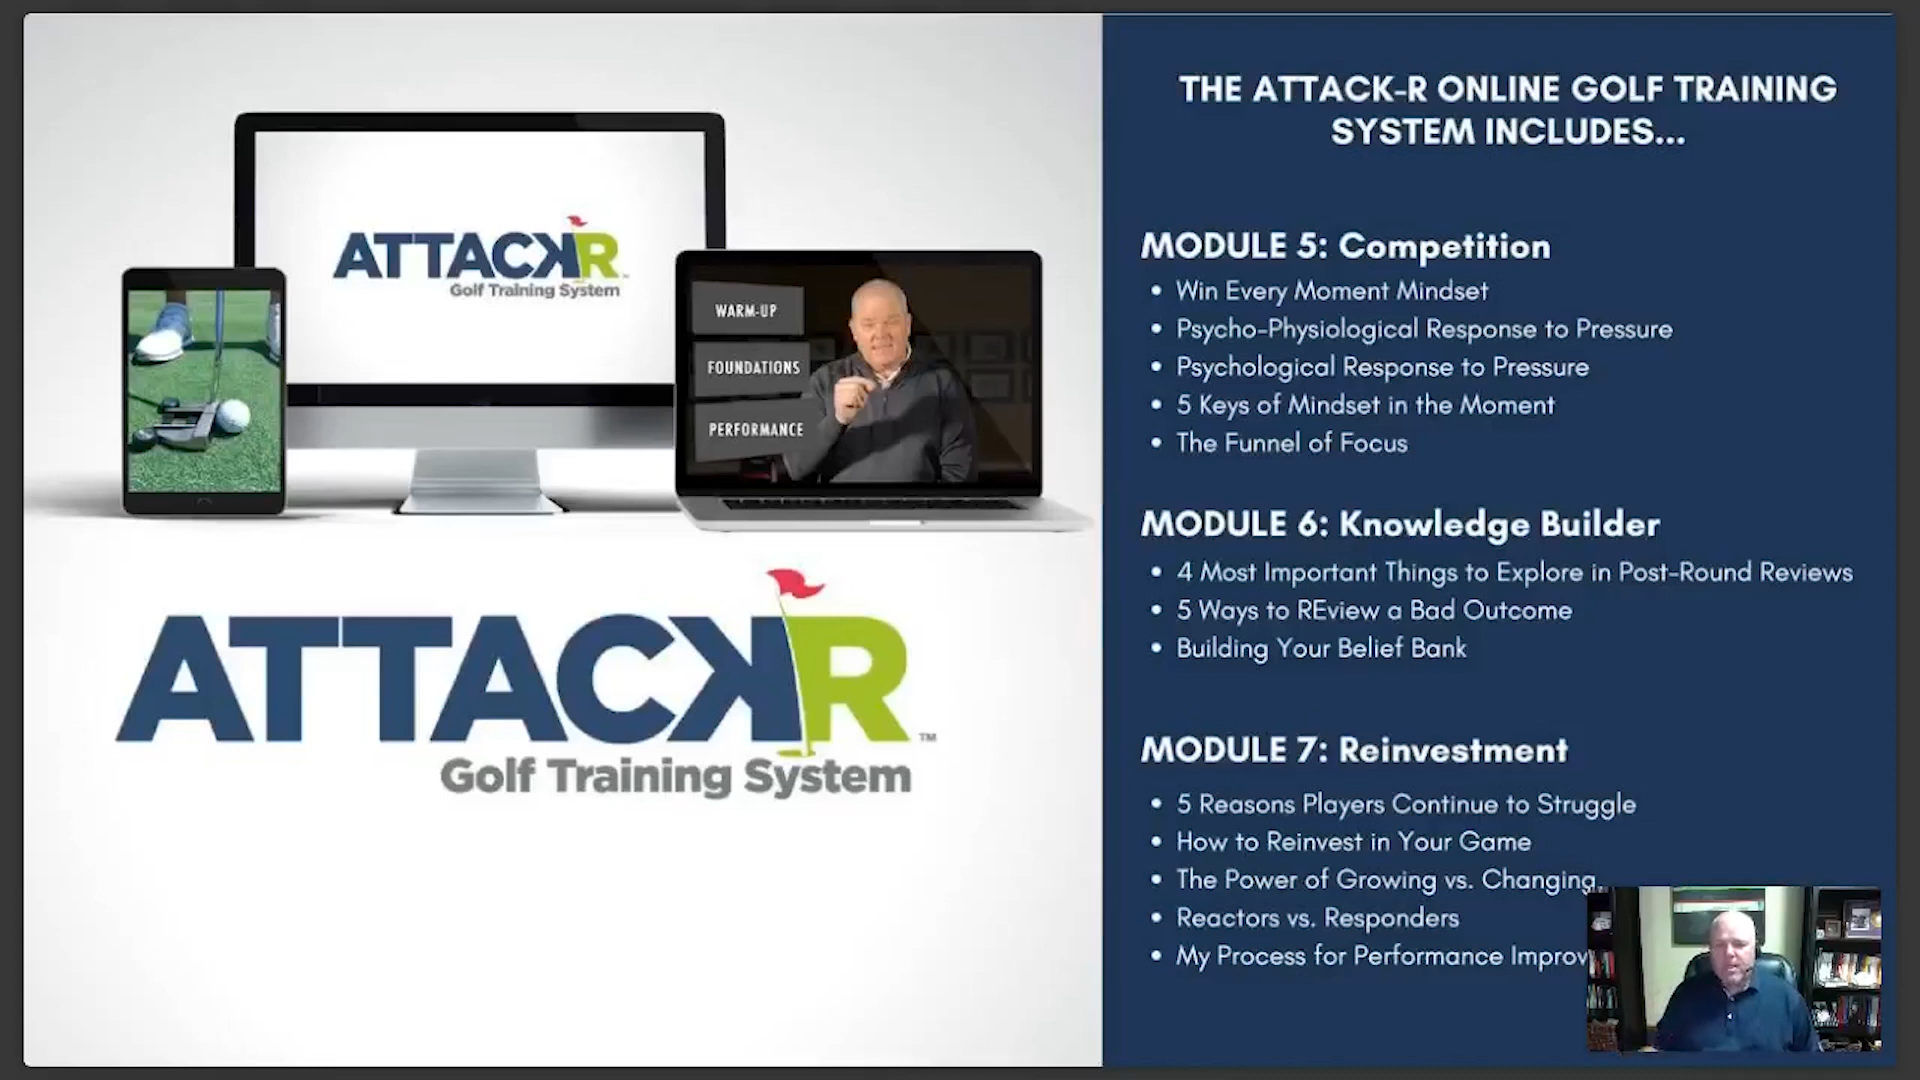 ATTACKR
Golf Training System
WARM-UP
FOUNDATIONS
PERFORMANCE
ATTACKR™
Golf Training System
THE ATTACK-R ONLINE GOLF TRAINING
SYSTEM INCLUDES...
MODULE 5: Competition
• Win Every Moment Mindset
• Psycho-Physiological Response to Pressure
• Psychological Response to Pressure
• 5 Keys of Mindset in the Moment
• The Funnel of Focus
MODULE 6: Knowledge Builder
• 4 Most Important Things to Explore in Post-Round Reviews
• 5 Ways to REview a Bad Outcome
• Building Your Belief Bank
MODULE 7: Reinvestment
• 5 Reasons Players Continue to Struggle
• How to Reinvest in Your Game
• The Power of Growing vs. Changing
• Reactors vs. Responders
• My Process for Performance Improv